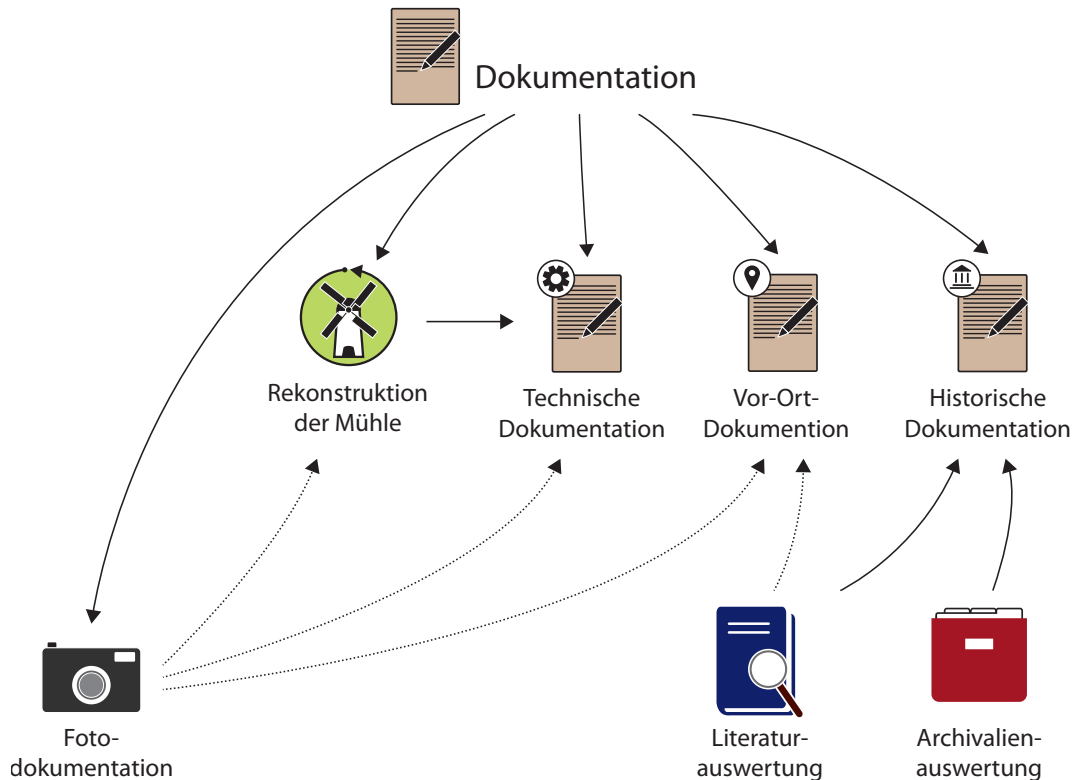 Dokumentation
Rekonstruktion
der Mühle
Technische
Dokumentation
Vor-Ort-
Dokumention
Historische
Dokumentation
Foto-
dokumentation
Literatur-
auswertung
Archivalien-
auswertung